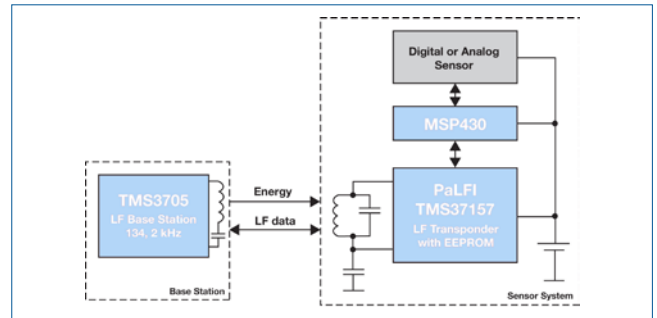 Digital or Analog
Sensor
MSP430
PaLFI
TMS37157
LF Transponder
with EEPROM
TMS3705
LF Base Station
134, 2 kHz
Energy
LF data
Base Station
Sensor System